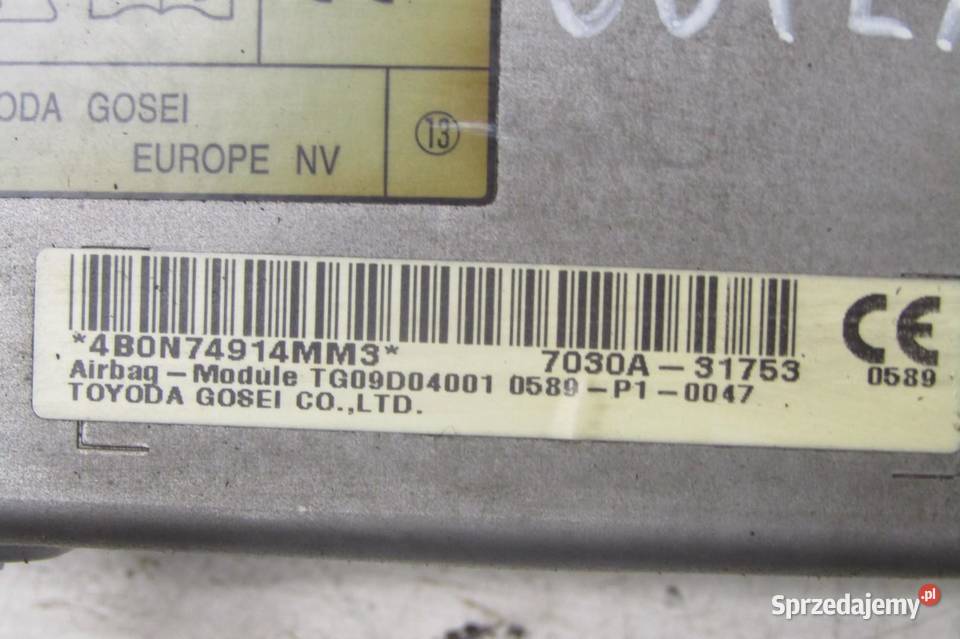 GOSEI
EUROPE NV
13
*4B0N74914MM3* 7030A-31753
Airbag-Module TG09D04001 0589-P1-0047
TOYODA GOSEI CO.,LTD.
CE
0589
Sprzedajemy.pl